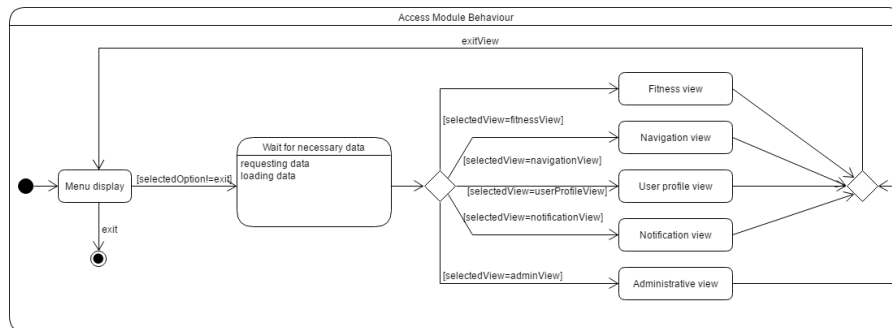 Access Module Behaviour
exitView
Fitness view
[selectedView=fitnessView]
Wait for necessary data
Navigation view
requesting data
[selectedView=navigationView]
loading data
Menu display
[selectedOption!=exit]
[selectedView=userProfileView]
User profile view
[selectedView=notificationView]
Notification view
exit
[selectedView=adminView]
Administrative view